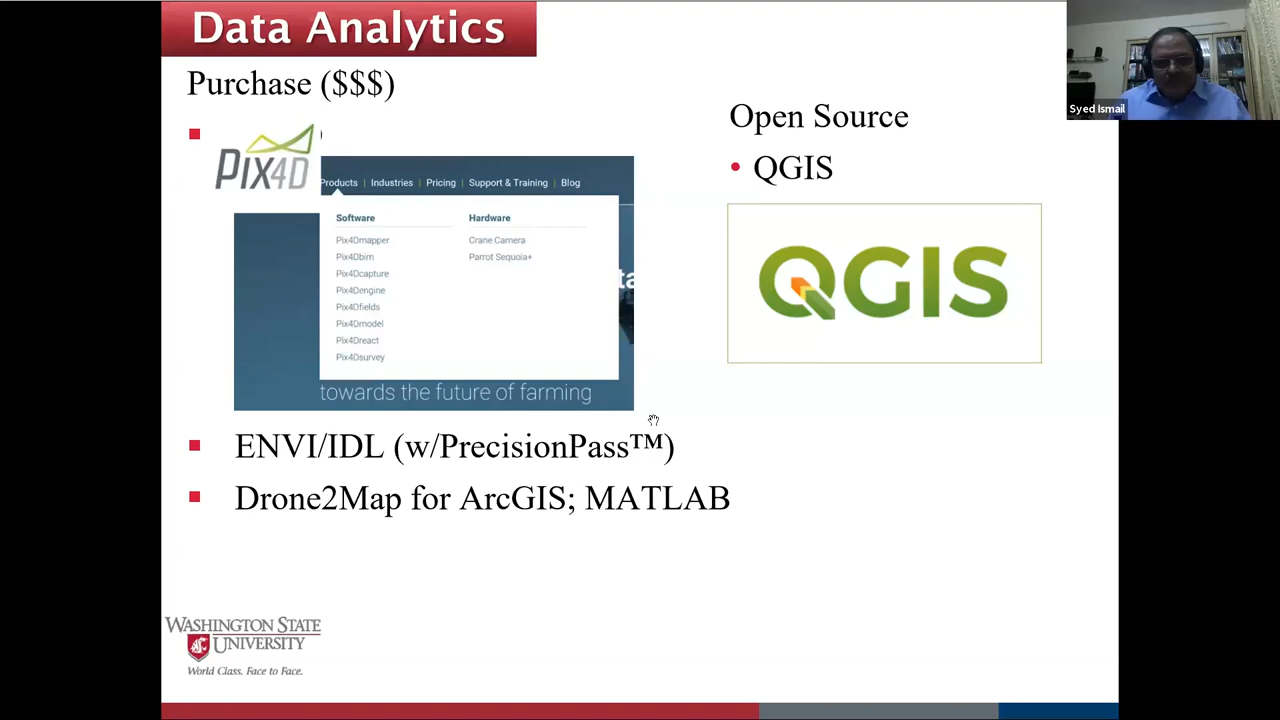 Data Analytics
Syed Ismail
Purchase ($$$)
PIX4D
Products | Industries | Pricing | Support & Training | Blog
Software
Pix4Dmapper
Pix4Dbim
Pix4Dcapture
Pix4Dengine
Pix4Dfields
Pix4Dmodel
Pix4Dreact
Pix4Dsurvey
Hardware
Crane Camera
Parrot Sequoia+
ta
towards the future of farming
ENVI/IDL (w/PrecisionPass™)
Drone2Map for ArcGIS; MATLAB
Open Source
• QGIS
QGIS
WASHINGTON STATE
UNIVERSITY
World Class. Face to Face.